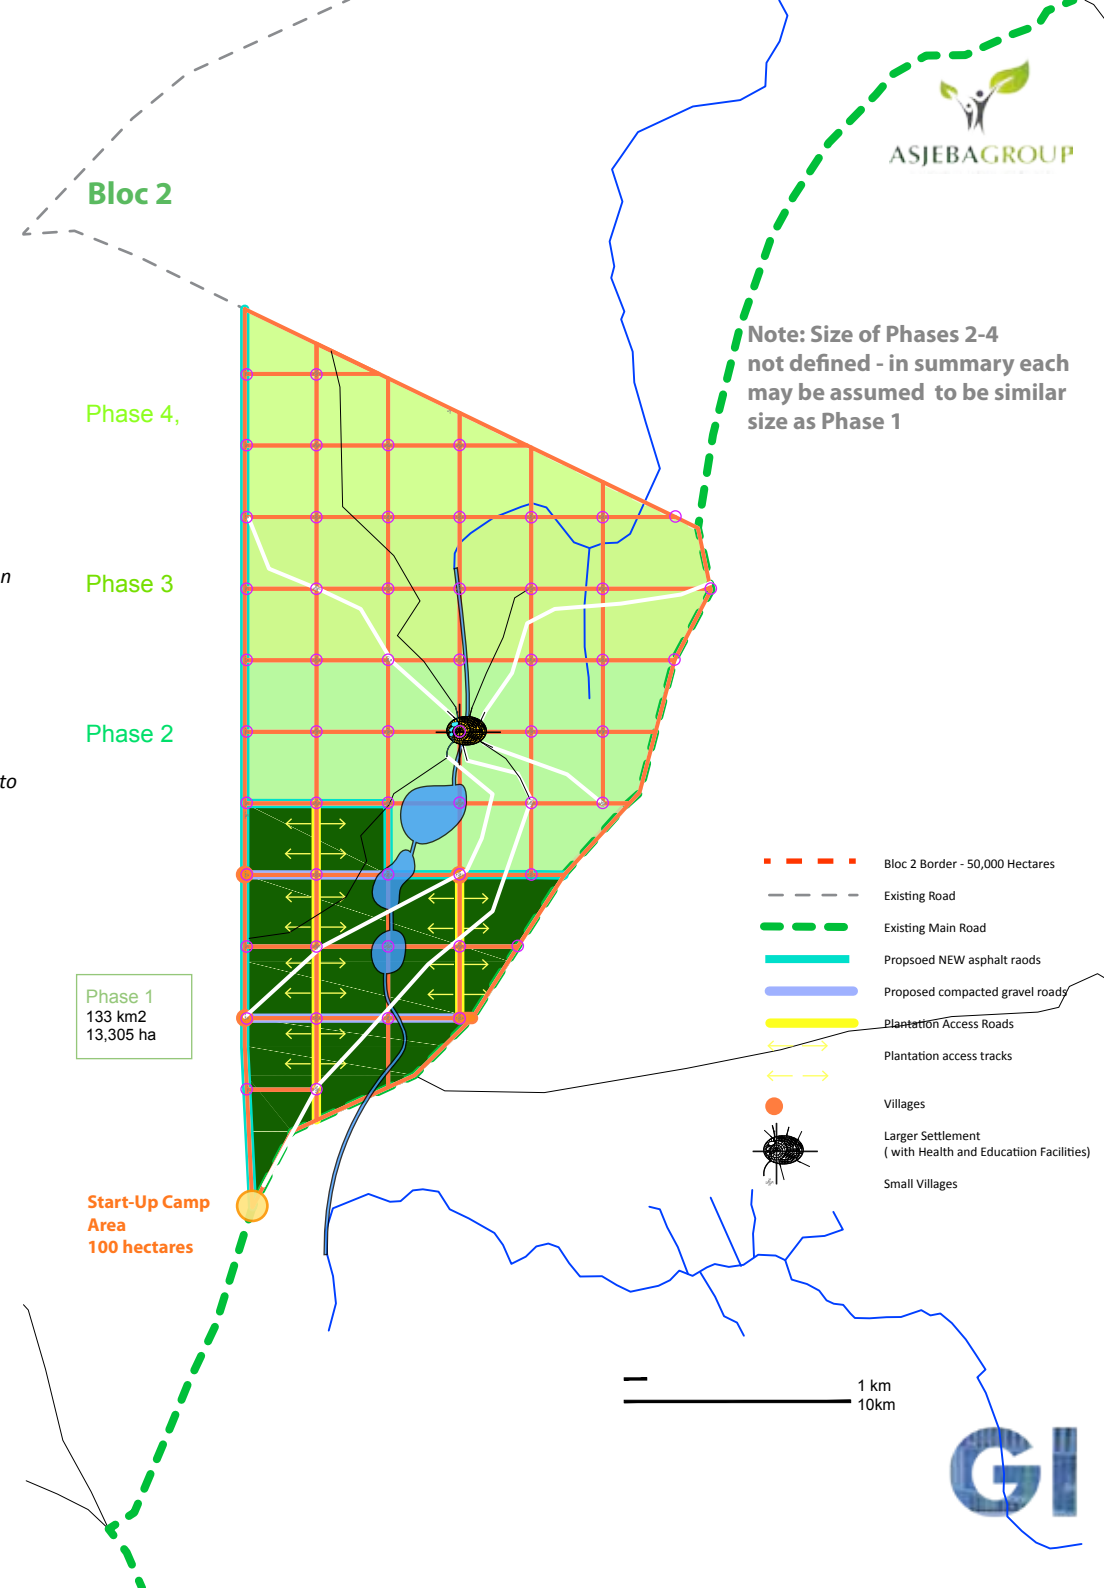 ASJEBAGROUP
Bloc 2
Note: Size of Phases 2-4
not defined - in summary each
may be assumed to be similar
size as Phase 1
Phase 4,
n
Phase 3
Phase 2
to
Bloc 2 Border - 50,000 Hectares
Existing Road
Existing Main Road
Propsoed NEW asphalt raods
Proposed compacted gravel roads
Plantation Access Roads
Plantation access tracks
Villages
Larger Settlement
( with Health and Educatiion Facilities)
Small Villages
Phase 1
133 km2
13,305 ha
Start-Up Camp
Area
100 hectares
1 km
10km
GI